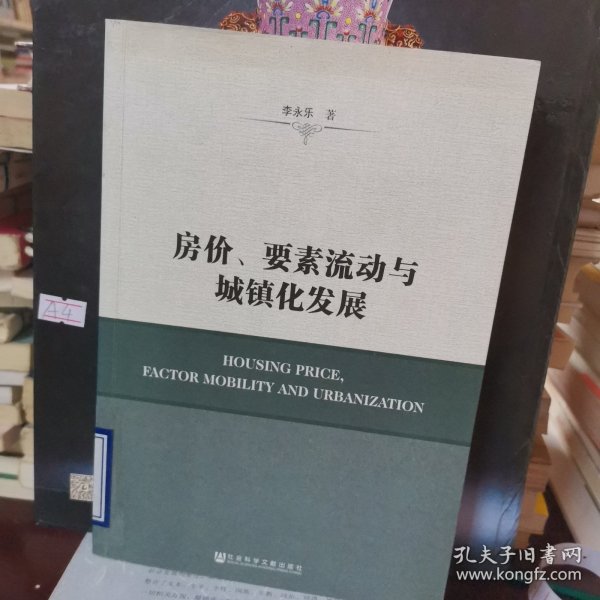 李永乐 著
房价、要素流动与
城镇化发展
HOUSING PRICE,
FACTOR MOBILITY AND URBANIZATION
社会科学文献出版社
A4
孔夫子旧书网
www.kongfz.com